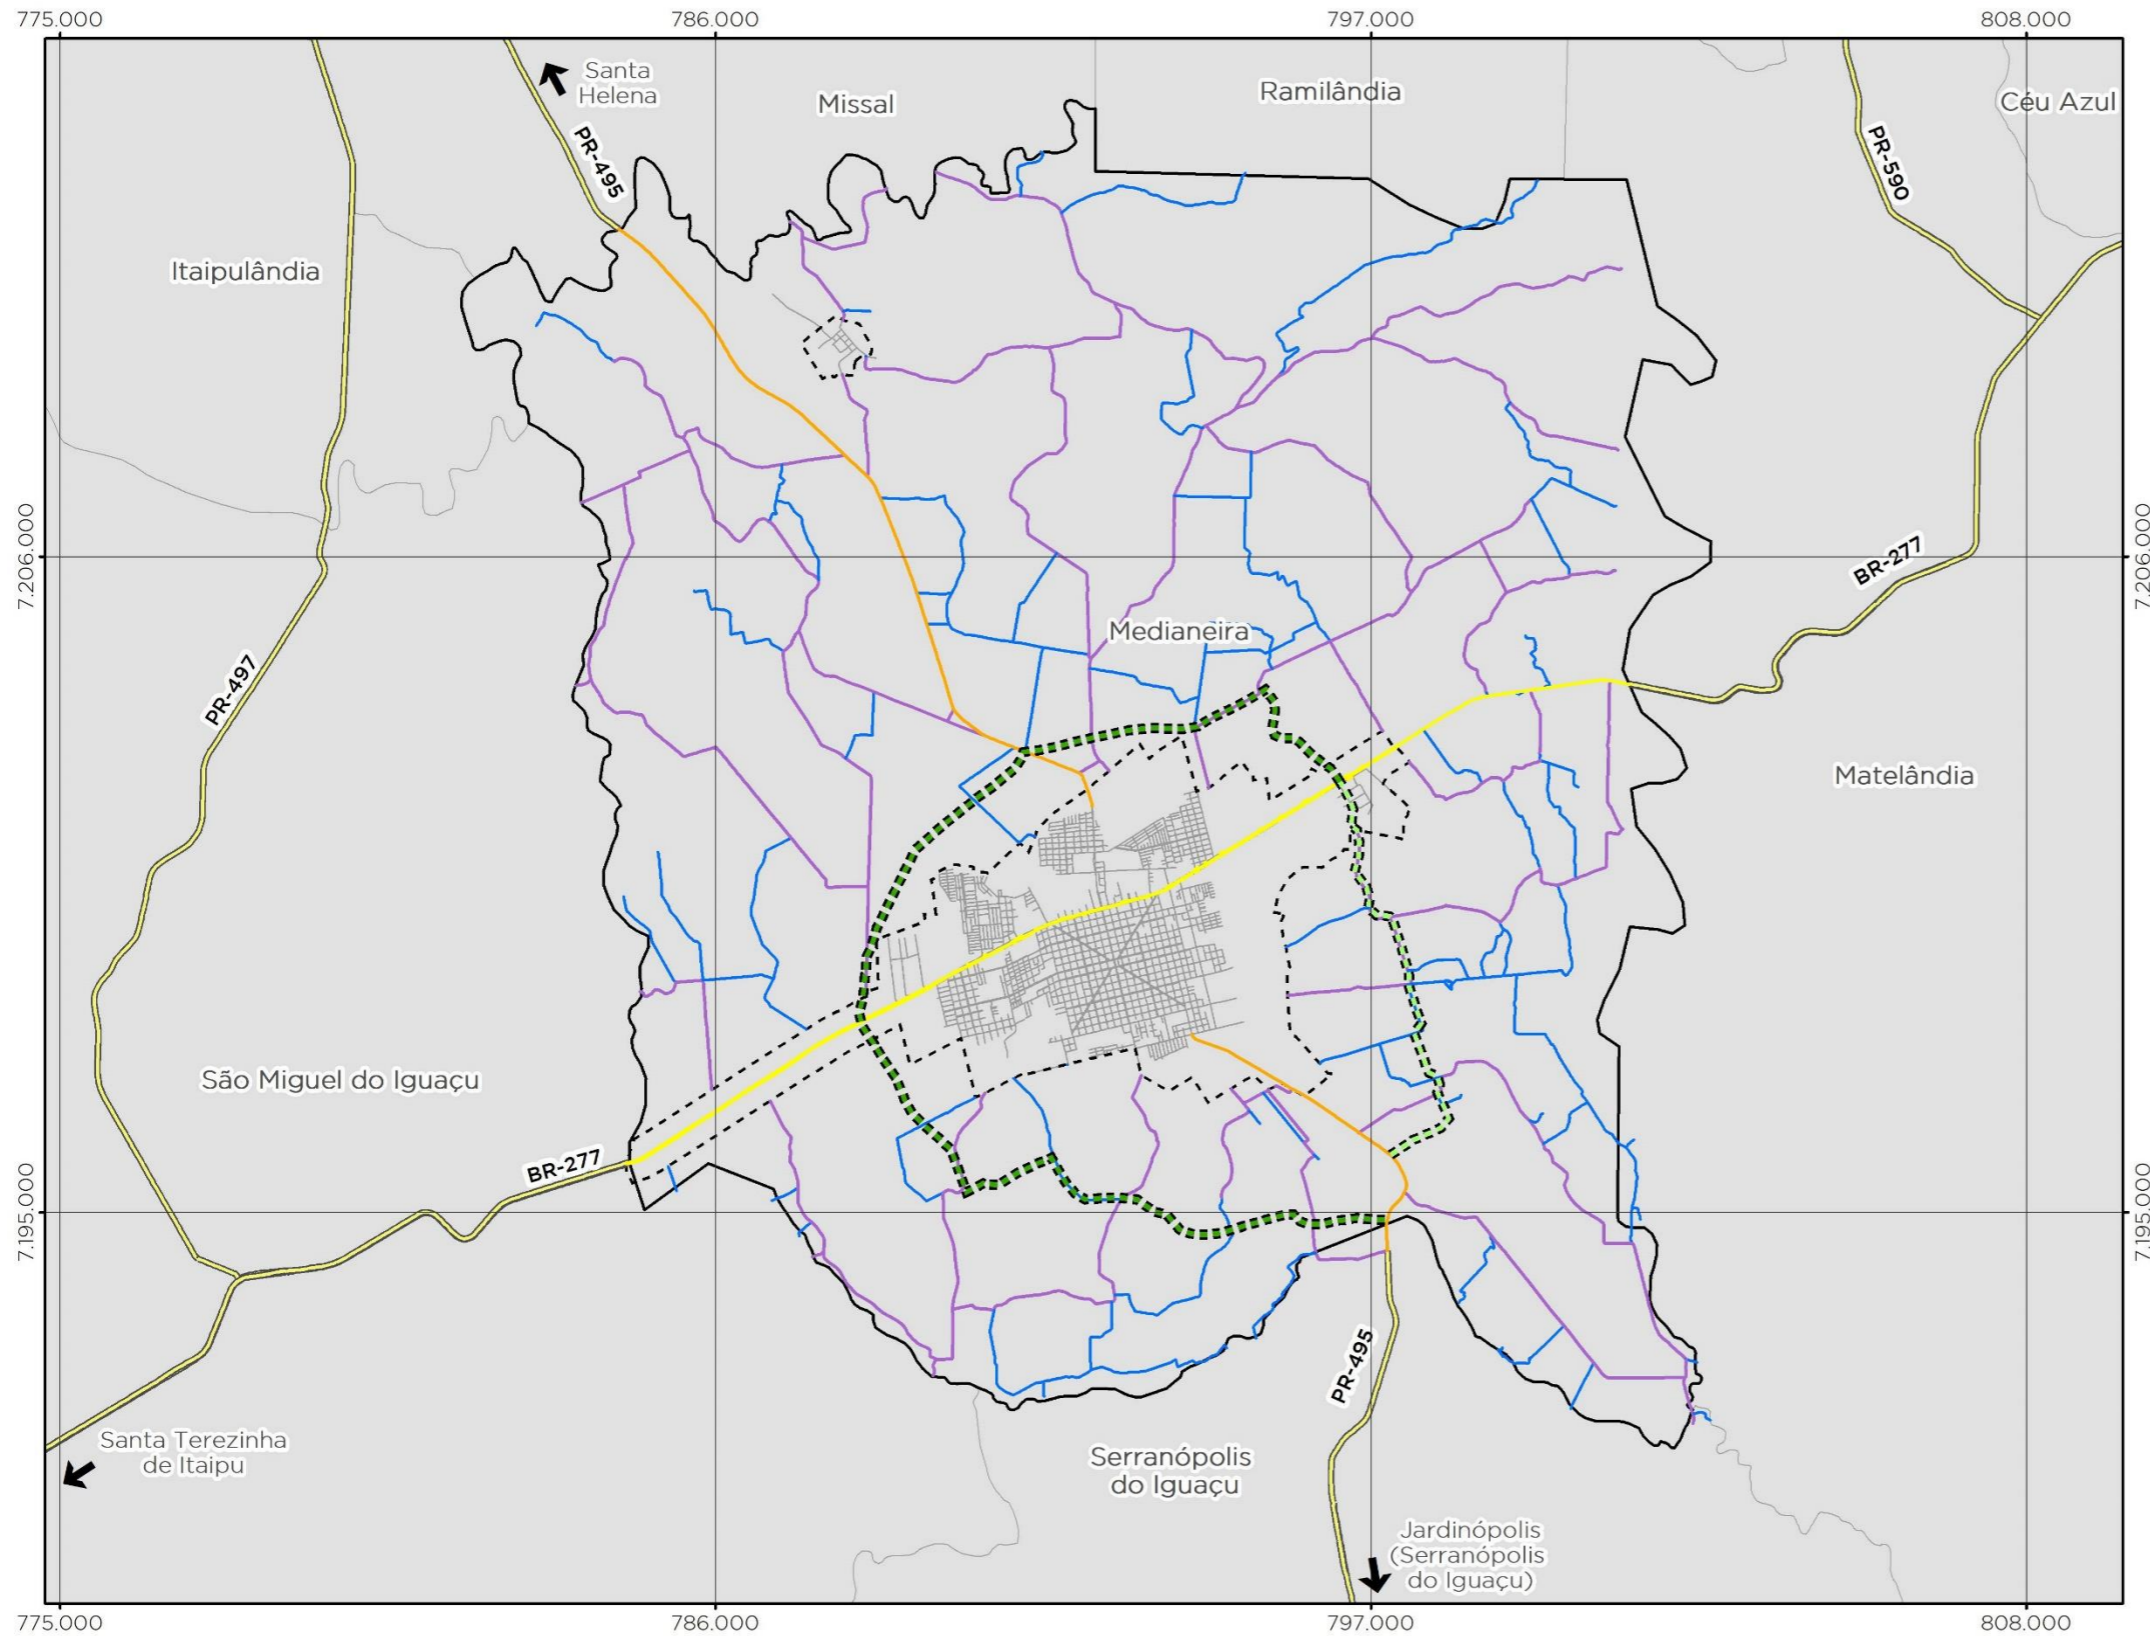 775.000
786.000
797.000
808.000
Santa
Helena
Missal
Ramilândia
Céu Azul
PR-495
PR-590
Itaipulândia
7.206.000
7.206.000
BR-277
Medianeira
PR-497
Matelândia
São Miguel do Iguaçu
BR-277
7.195.000
7.195.000
PR-495
Santa Terezinha
de Itaipu
Serranópolis
do Iguaçu
Jardinópolis
(Serranópolis
do Iguaçu)
775.000
786.000
797.000
808.000